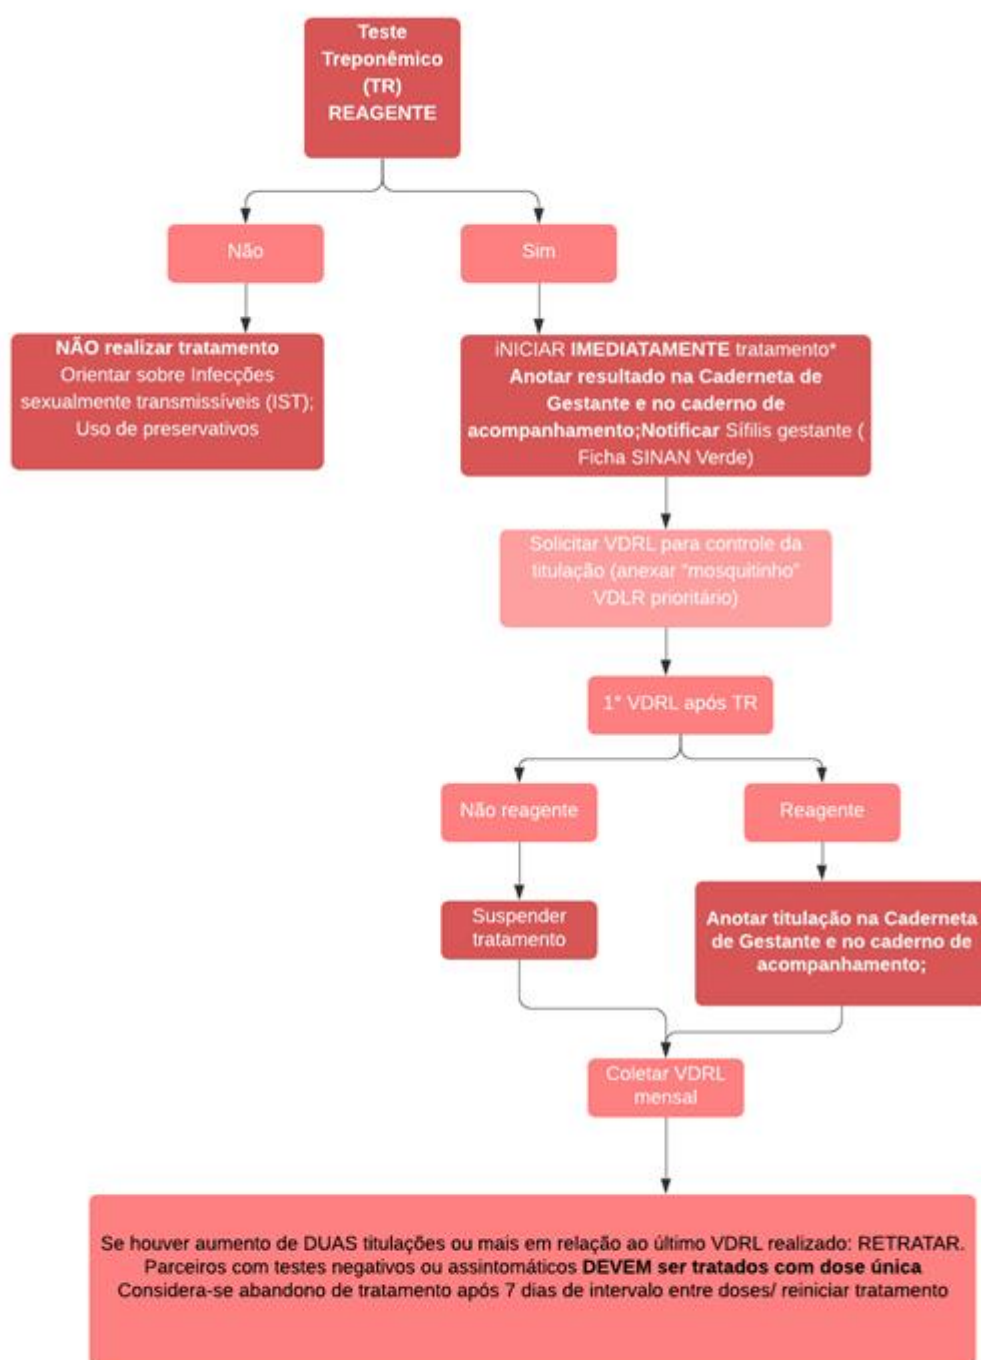 Teste
Treponêmico
(TR)
REAGENTE
Não
Sim
NÃO realizar tratamento
Orientar sobre Infecções
sexualmente transmissíveis (IST);
Uso de preservativos
iNICIAR IMEDIATAMENTE tratamento*
Anotar resultado na Caderneta de
Gestante e no caderno de
acompanhamento;Notificar Sífilis gestante (
Ficha SINAN Verde)
Solicitar VDRL para controle da
titulação (anexar "mosquitinho"
VDLR prioritário)
1° VDRL após TR
Não reagente
Reagente
Suspender
tratamento
Anotar titulação na Caderneta
de Gestante e no caderno de
acompanhamento;
Coletar VDRL
mensal
Se houver aumento de DUAS titulações ou mais em relação ao último VDRL realizado: RETRATAR.
Parceiros com testes negativos ou assintomáticos DEVEM ser tratados com dose única
Considera-se abandono de tratamento após 7 dias de intervalo entre doses/ reiniciar tratamento